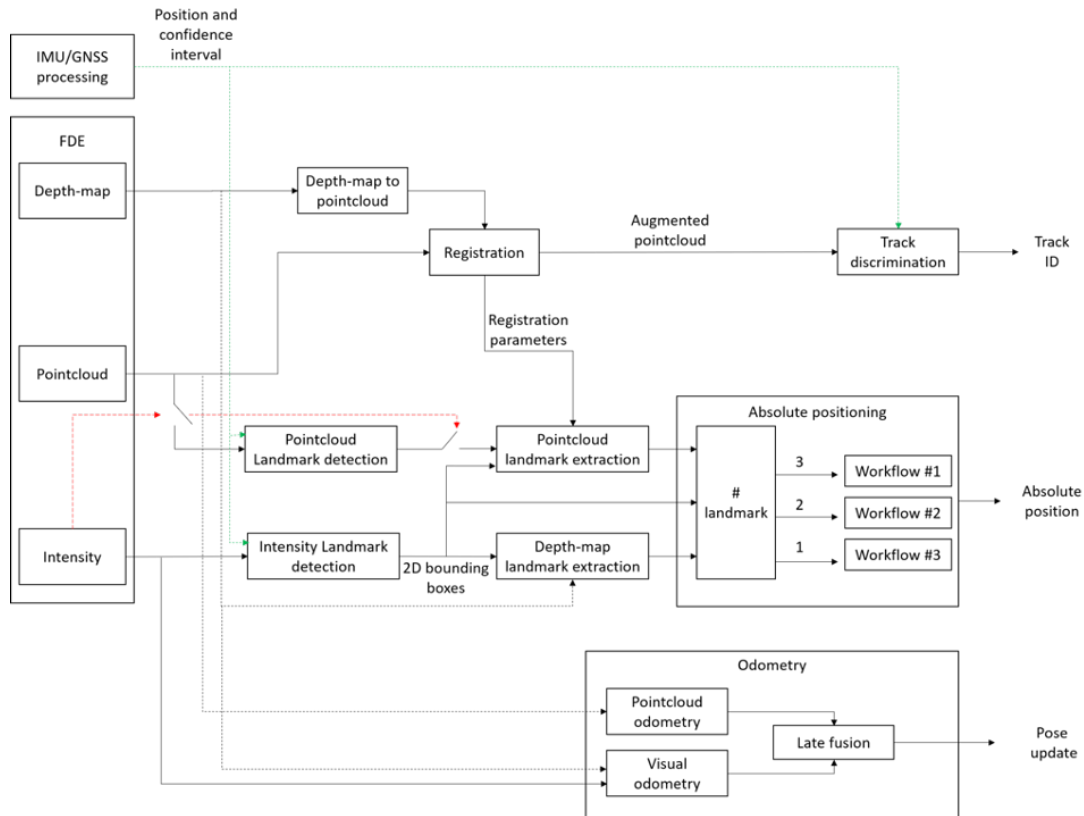 Position and
confidence
interval
IMU/GNSS
processing
FDE
Depth-map
Depth-map to
pointcloud
Registration
Augmented
pointcloud
Track
discrimination
Track
ID
Registration
parameters
Pointcloud
Absolute positioning
Pointcloud
Landmark detection
Pointcloud
landmark extraction
#
landmark
3
Workflow #1
2
Workflow #2
1
Workflow #3
Absolute
position
Intensity
Intensity Landmark
detection
2D bounding
boxes
Depth-map
landmark extraction
Odometry
Pointcloud
odometry
Late fusion
Visual
odometry
Pose
update